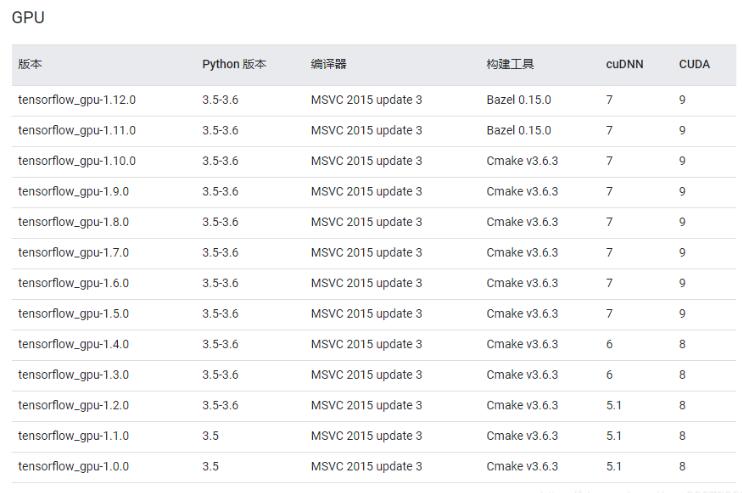 GPU
版本 Python 版本 编译器 构建工具 cuDNN CUDA
tensorflow_gpu-1.12.0 3.5-3.6 MSVC 2015 update 3 Bazel 0.15.0 7 9
tensorflow_gpu-1.11.0 3.5-3.6 MSVC 2015 update 3 Bazel 0.15.0 7 9
tensorflow_gpu-1.10.0 3.5-3.6 MSVC 2015 update 3 Cmake v3.6.3 7 9
tensorflow_gpu-1.9.0 3.5-3.6 MSVC 2015 update 3 Cmake v3.6.3 7 9
tensorflow_gpu-1.8.0 3.5-3.6 MSVC 2015 update 3 Cmake v3.6.3 7 9
tensorflow_gpu-1.7.0 3.5-3.6 MSVC 2015 update 3 Cmake v3.6.3 7 9
tensorflow_gpu-1.6.0 3.5-3.6 MSVC 2015 update 3 Cmake v3.6.3 7 9
tensorflow_gpu-1.5.0 3.5-3.6 MSVC 2015 update 3 Cmake v3.6.3 7 9
tensorflow_gpu-1.4.0 3.5-3.6 MSVC 2015 update 3 Cmake v3.6.3 6 8
tensorflow_gpu-1.3.0 3.5-3.6 MSVC 2015 update 3 Cmake v3.6.3 6 8
tensorflow_gpu-1.2.0 3.5-3.6 MSVC 2015 update 3 Cmake v3.6.3 5.1 8
tensorflow_gpu-1.1.0 3.5 MSVC 2015 update 3 Cmake v3.6.3 5.1 8
tensorflow_gpu-1.0.0 3.5 MSVC 2015 update 3 Cmake v3.6.3 5.1 8